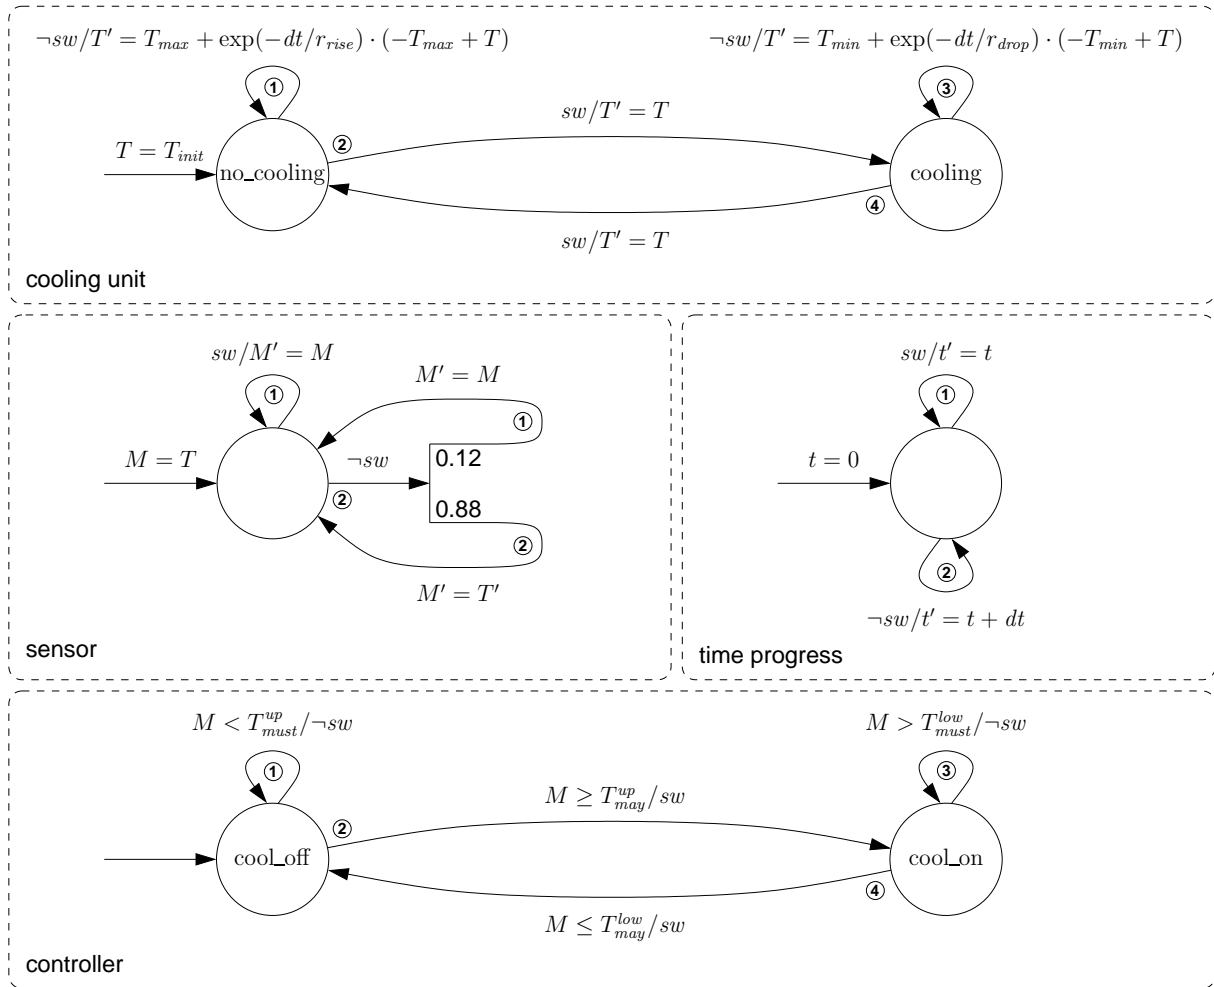 ¬sw/T′ = T_max + exp(−dt/r_rise) · (−T_max + T)
¬sw/T′ = T_min + exp(−dt/r_drop) · (−T_min + T)
1
3
sw/T′ = T
T = T_init
2
no_cooling
cooling
4
sw/T′ = T
cooling unit
sw/M′ = M
1
M′ = M
1
M = T
¬sw
0.12
2
0.88
2
M′ = T′
sensor
sw/t′ = t
1
t = 0
2
¬sw/t′ = t + dt
time progress
M < T^up_must/¬sw
M > T^low_must/¬sw
1
3
M ≥ T^up_may/sw
2
cool_off
cool_on
4
M ≤ T^low_may/sw
controller